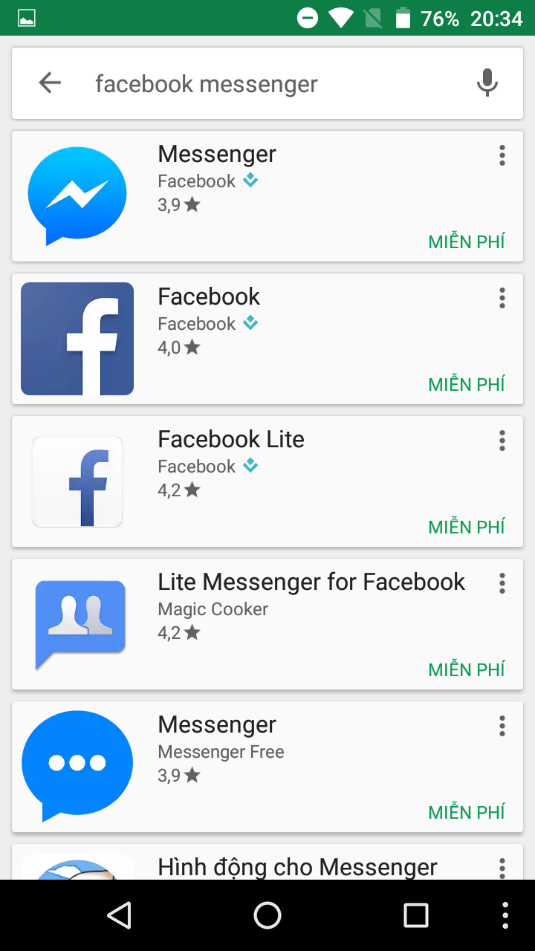 76% 20:34
facebook messenger
Messenger
Facebook
3,9★
MIỄN PHÍ
Facebook
Facebook
4,0★
MIỄN PHÍ
Facebook Lite
Facebook
4,2★
MIỄN PHÍ
Lite Messenger for Facebook
Magic Cooker
4,2★
MIỄN PHÍ
Messenger
Messenger Free
3,9★
MIỄN PHÍ
Hình động cho Messenger